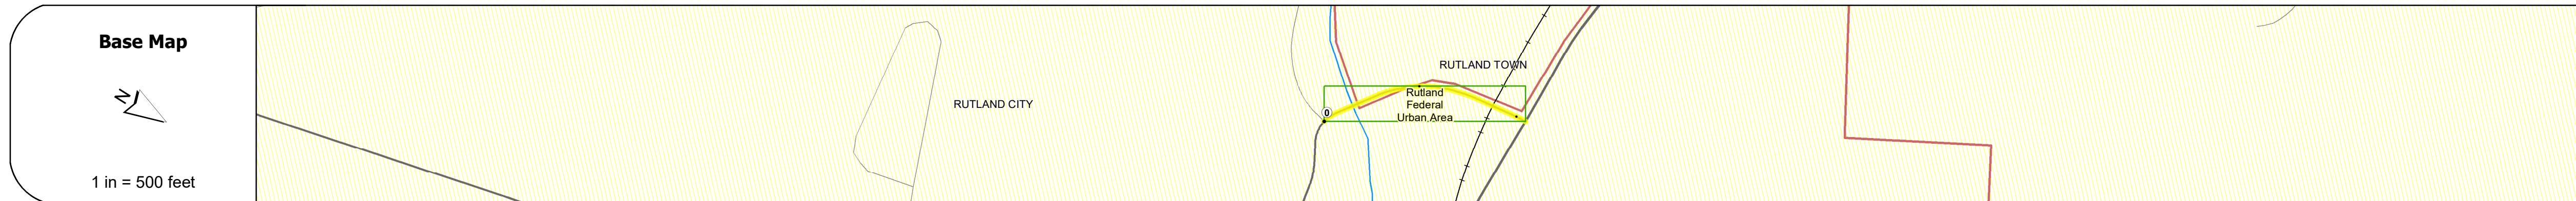 Base Map
N
1 in = 500 feet
RUTLAND CITY
RUTLAND TOWN
0
Rutland
Federal
Urban Area